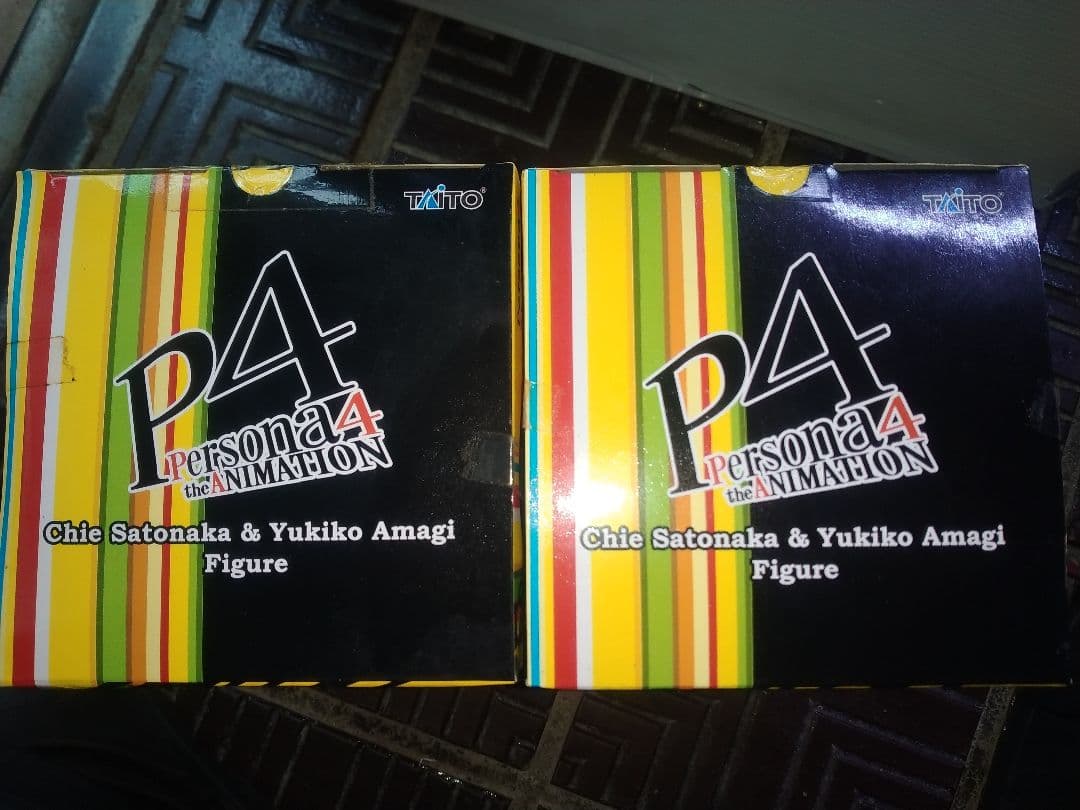 TAITO®
P4
Persona4
the ANIMATION
Chie Satonaka & Yukiko Amagi
Figure
TAITO®
P4
Persona4
the ANIMATION
Chie Satonaka & Yukiko Amagi
Figure